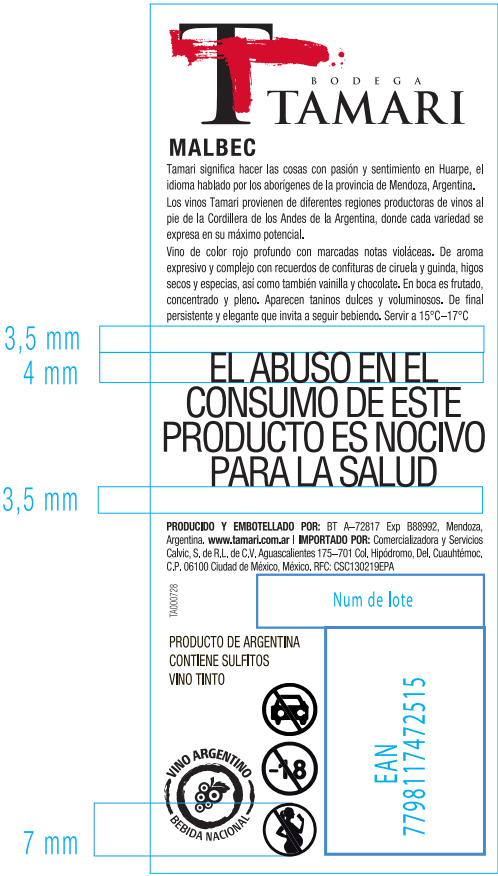 BODEGA
TAMARI
MALBEC
Tamari significa hacer las cosas con pasión y sentimiento en Huarpe, el
idioma hablado por los aborígenes de la provincia de Mendoza, Argentina.
Los vinos Tamari provienen de diferentes regiones productoras de vinos al
pie de la Cordillera de los Andes de la Argentina, donde cada variedad se
expresa en su máximo potencial.
Vino de color rojo profundo con marcadas notas violáceas. De aroma
expresivo y complejo con recuerdos de confituras de ciruela y guinda, higos
secos y especias, así como también vainilla y chocolate. En boca es frutado,
concentrado y pleno. Aparecen taninos dulces y voluminosos. De final
persistente y elegante que invita a seguir bebiendo. Servir a 15°C–17°C
3,5 mm
4 mm
EL ABUSO EN EL
CONSUMO DE ESTE
PRODUCTO ES NOCIVO
PARA LA SALUD
3,5 mm
PRODUCIDO Y EMBOTELLADO POR: BT A–72817 Exp B88992, Mendoza,
Argentina. www.tamari.com.ar I IMPORTADO POR: Comercializadora y Servicios
Calvic, S. de R.L. de C.V. Aguascalientes 175–701 Col. Hipódromo, Del. Cuauhtémoc.
C.P. 06100 Ciudad de México, México. RFC: CSC130219EPA
TA000728
Num de lote
PRODUCTO DE ARGENTINA
CONTIENE SULFITOS
VINO TINTO
EAN
7798117472515
-18
VINO ARGENTINO
BEBIDA NACIONAL
7 mm